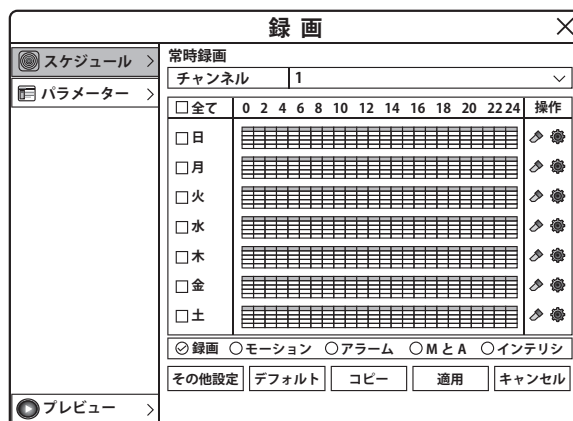 録 画
スケジュール
パラメーター
プレビュー
常時録画
チャンネル 1
全て 0 2 4 6 8 10 12 14 16 18 20 22 24 操作
日
月
火
水
木
金
土
録画 モーション アラーム M と A インテリシ
その他設定 デフォルト コピー 適用 キャンセル